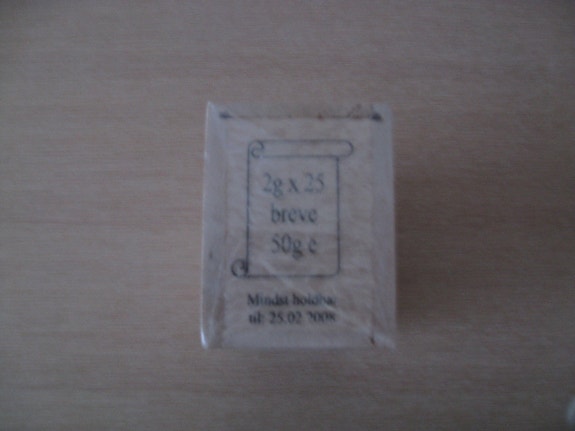 2g x 25
breve
50g e
Mindst holdbar
til: 25.02 2008